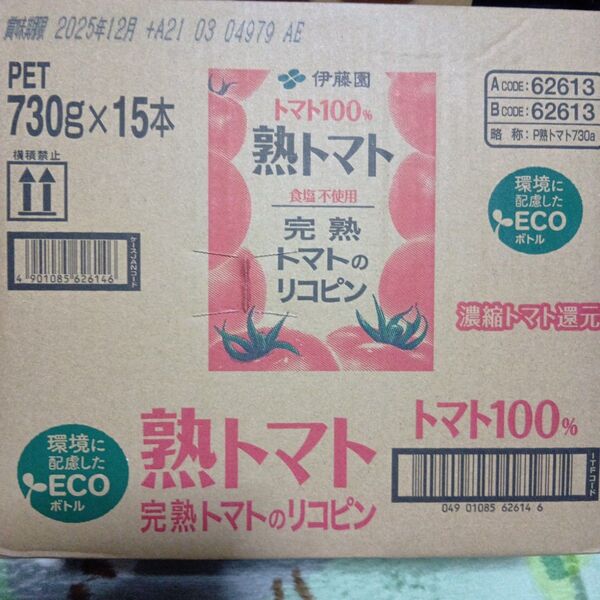 賞味期限 2025年12月 +A21 03 04979 AE
PET
730g×15本
横積禁止
ケースJANコード
4 901085 626146
伊藤園
トマト100%
熟トマト
食塩不使用
完熟
トマトの
リコピン
A CODE: 62613
B CODE: 62613
略 称: P熟トマト730a
環境に
配慮した
ECO
ボトル
濃縮トマト還元
環境に
配慮した
ECO
ボトル
熟トマト
完熟トマトのリコピン
トマト100%
ITFコード
049 01085 62614 6